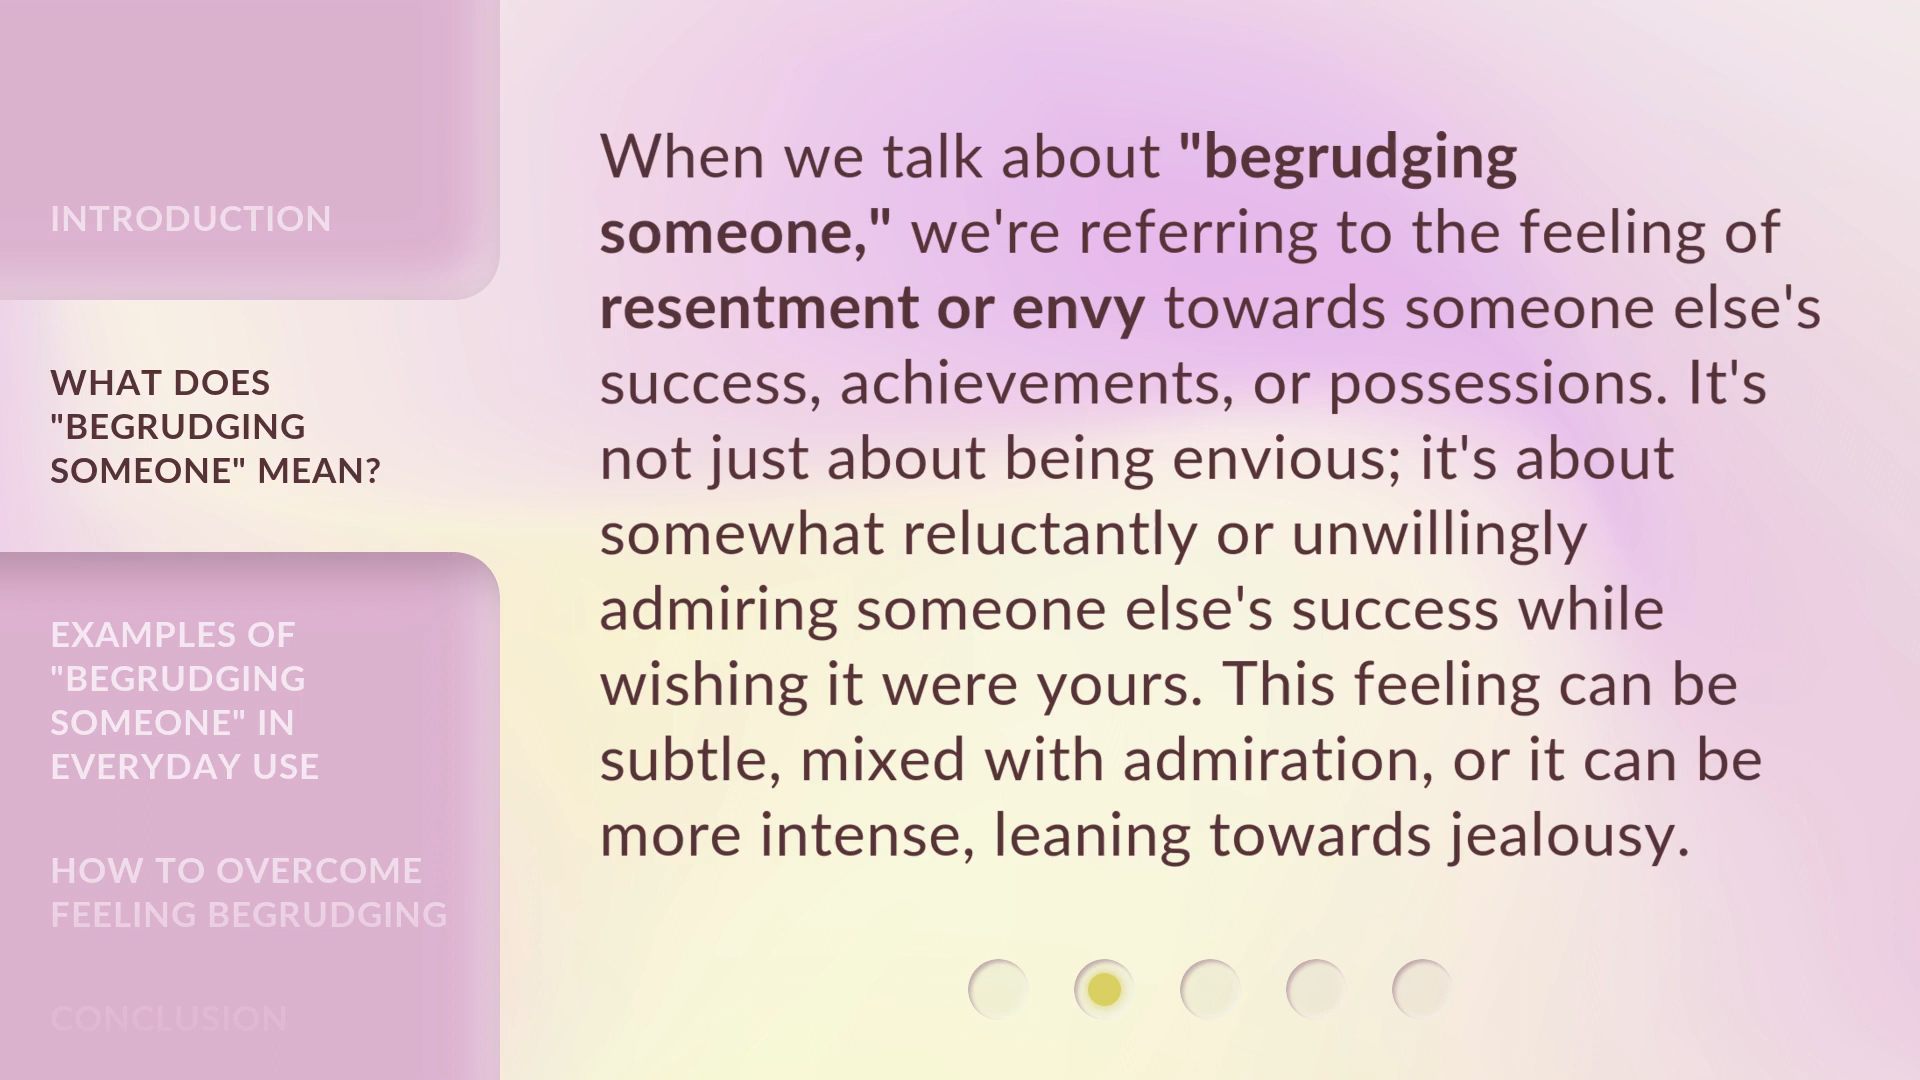 INTRODUCTION
WHAT DOES
"BEGRUDGING
SOMEONE" MEAN?
EXAMPLES OF
"BEGRUDGING
SOMEONE" IN
EVERYDAY USE
HOW TO OVERCOME
FEELING BEGRUDGING
CONCLUSION
When we talk about "begrudging
someone," we're referring to the feeling of
resentment or envy towards someone else's
success, achievements, or possessions. It's
not just about being envious; it's about
somewhat reluctantly or unwillingly
admiring someone else's success while
wishing it were yours. This feeling can be
subtle, mixed with admiration, or it can be
more intense, leaning towards jealousy.